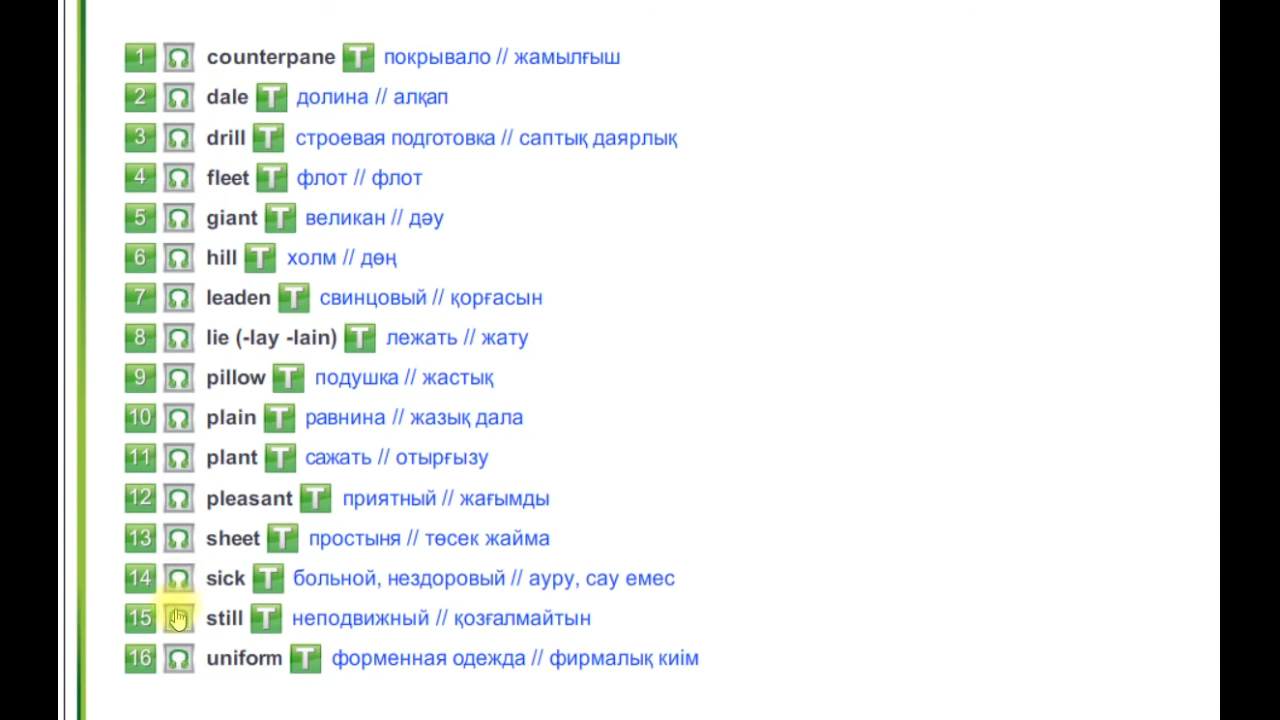 1 counterpane T покрывало // жамылғыш
2 dale T долина // алқап
3 drill T строевая подготовка // саптық даярлық
4 fleet T флот // флот
5 giant T великан // дәу
6 hill T холм // дөң
7 leaden T свинцовый // қорғасын
8 lie (-lay -lain) T лежать // жату
9 pillow T подушка // жастық
10 plain T равнина // жазық дала
11 plant T сажать // отырғызу
12 pleasant T приятный // жағымды
13 sheet T простыня // төсек жайма
14 sick T больной, нездоровый // ауру, сау емес
15 still T неподвижный // қозғалмайтын
16 uniform T форменная одежда // фирмалық киім